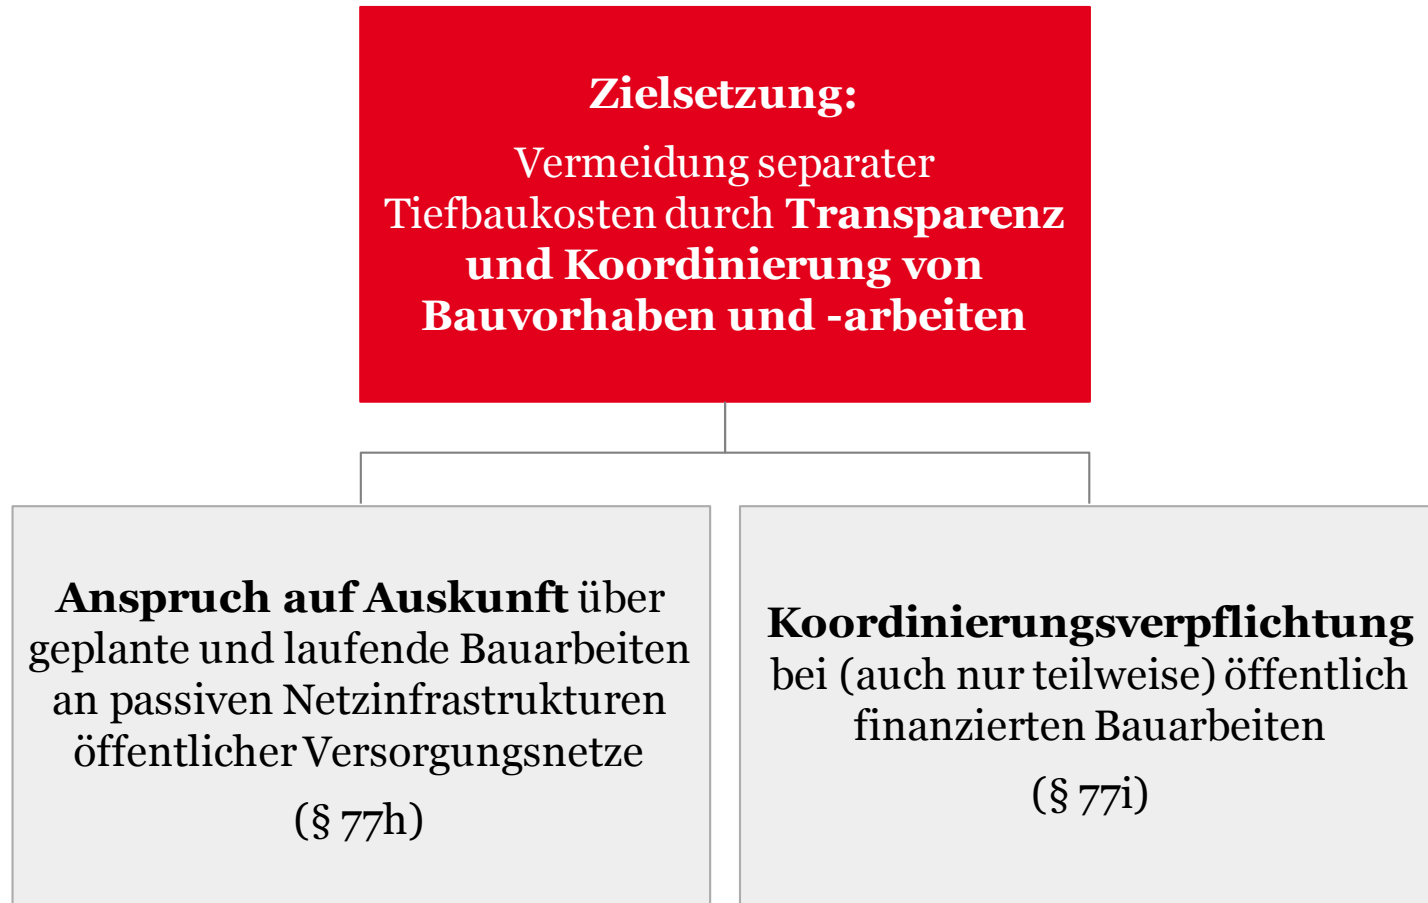 Zielsetzung:
Vermeidung separater
Tiefbaukosten durch Transparenz
und Koordinierung von
Bauvorhaben und -arbeiten
Anspruch auf Auskunft über
geplante und laufende Bauarbeiten
an passiven Netzinfrastrukturen
öffentlicher Versorgungsnetze
(§ 77h)
Koordinierungsverpflichtung
bei (auch nur teilweise) öffentlich
finanzierten Bauarbeiten
(§ 77i)